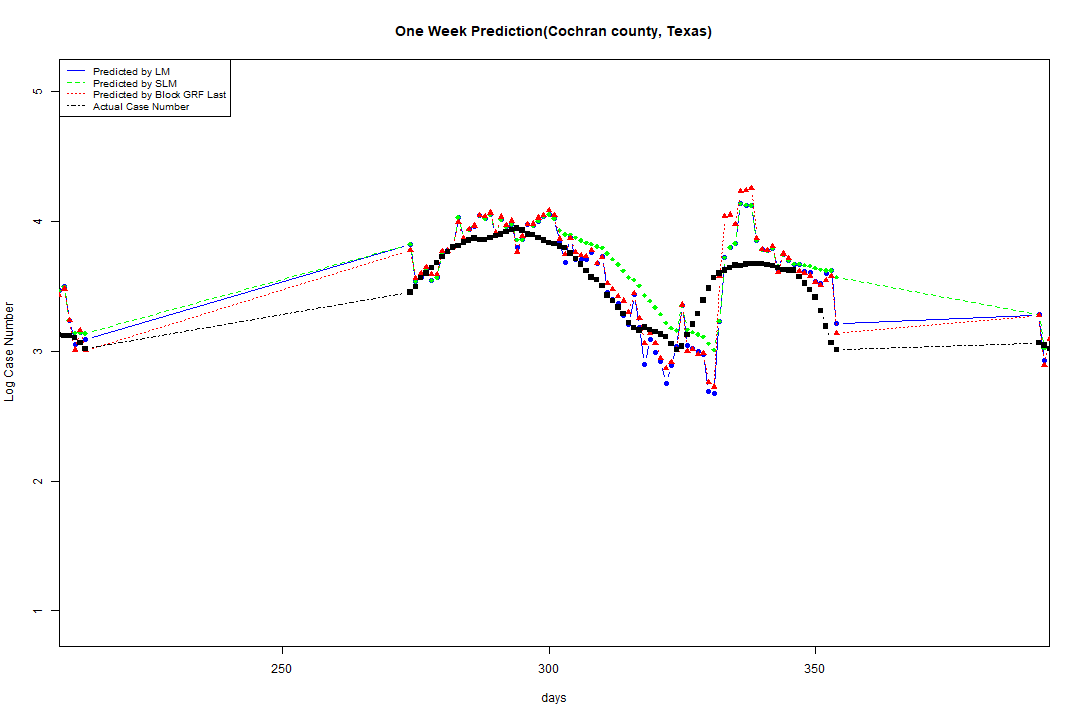 One Week Prediction(Cochran county, Texas)
Predicted by LM
Predicted by SLM
Predicted by Block GRF Last
Actual Case Number
5
4
3
2
1
Log Case Number
250 300 350
days